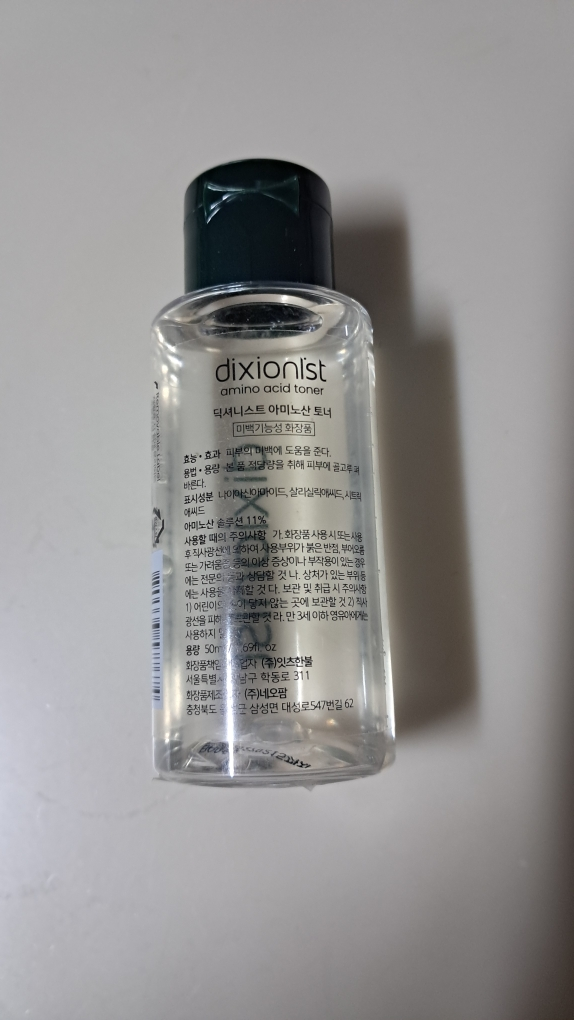 dixionist
amino acid toner
딕셔니스트 아미노산 토너
미백기능성 화장품
효능 • 효과 피부의 미백에 도움을 준다.
용법 • 용량 본 품 적당량을 취해 피부에 골고루 펴
바른다.
표시성분 나이아신아마이드, 살리실릭애씨드, 시트릭
애씨드
아미노산 솔루션 11%
사용할 때의 주의사항 가. 화장품 사용 시 또는 사용
후 직사광선에 의하여 사용부위가 붉은 반점, 부어오름
또는 가려움증 등의 이상 증상이나 부작용이 있는 경우
에는 전문의 등과 상담할 것 나. 상처가 있는 부위 등
에는 사용을 자제할 것 다. 보관 및 취급 시 주의사항
1) 어린이의 손이 닿지 않는 곳에 보관할 것 2) 직사
광선을 피해서 보관할 것 라. 만 3세 이하 영유아에게는
사용하지 말 것
용량 50ml / 1.69fl. oz
화장품책임판매업자 (주)잇츠한불
서울특별시 강남구 학동로 311
화장품제조업자 (주)네오팜
충청북도 음성군 삼성면 대성로547번길 62